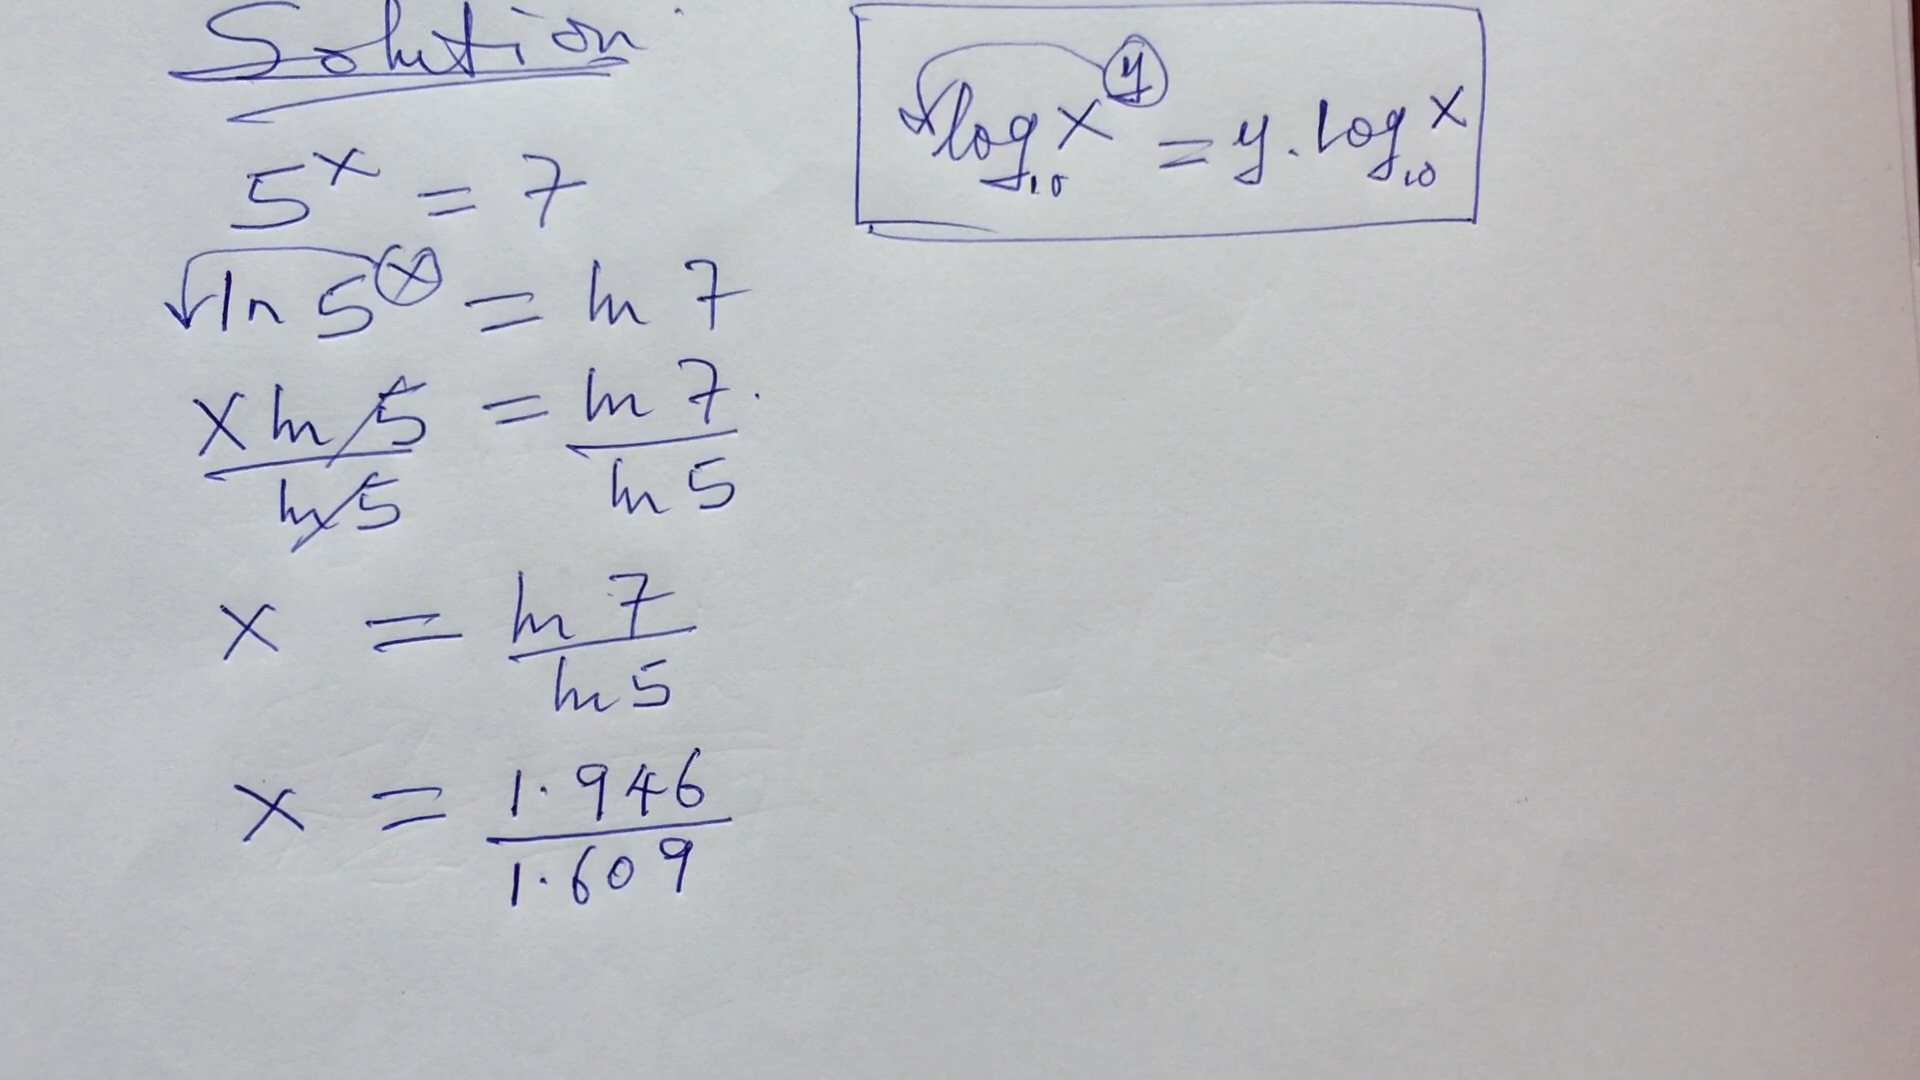 Solution
5^x = 7
ln 5^x = ln 7
x ln 5 / ln 5 = ln 7 / ln 5
x = ln 7 / ln 5
x = 1.946 / 1.609
log₁₀ x^y = y . log₁₀ x